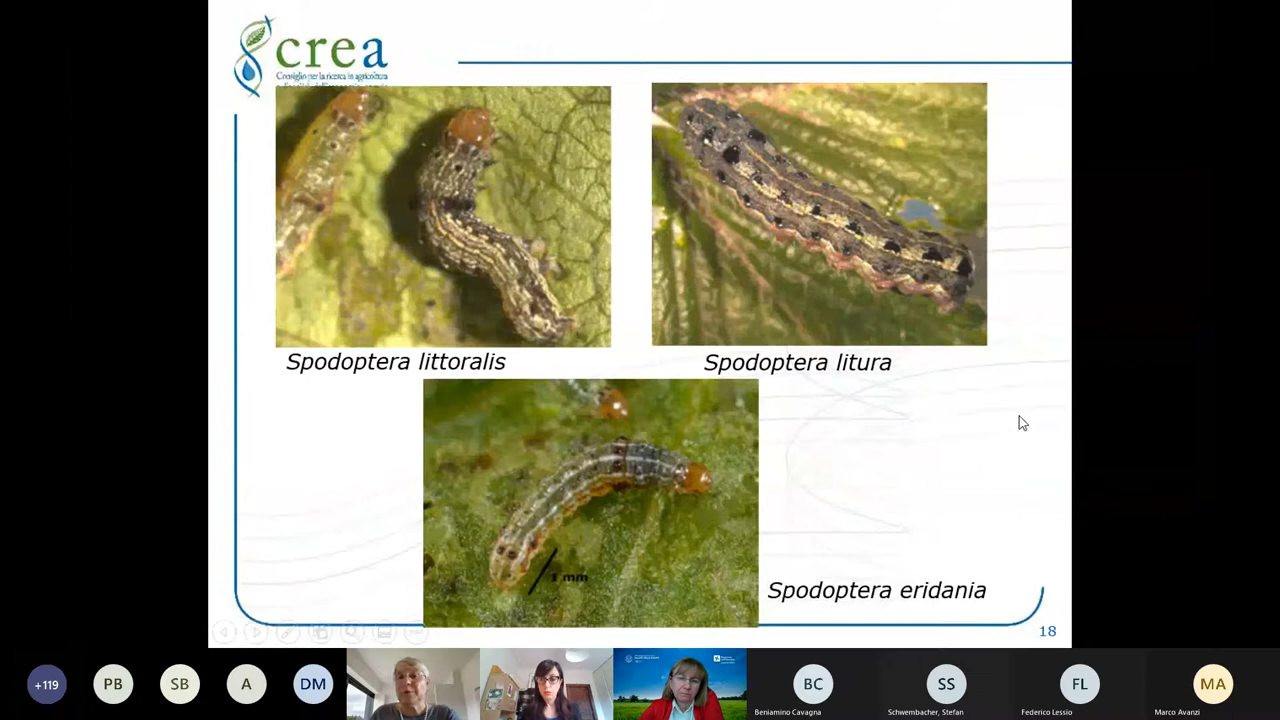 crea
Consiglio per la ricerca in agricoltura
Spodoptera littoralis
Spodoptera litura
1 mm
Spodoptera eridania
18
+119
PB
SB
A
DM
BC
SS
FL
MA
Beniamino Cavagna
Schwembacher, Stefan
Federico Lessio
Marco Avanzi